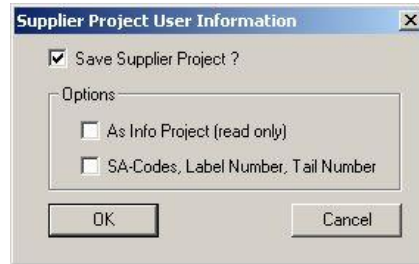 Supplier Project User Information
Save Supplier Project ?
Options
As Info Project (read only)
SA-Codes, Label Number, Tail Number
OK
Cancel